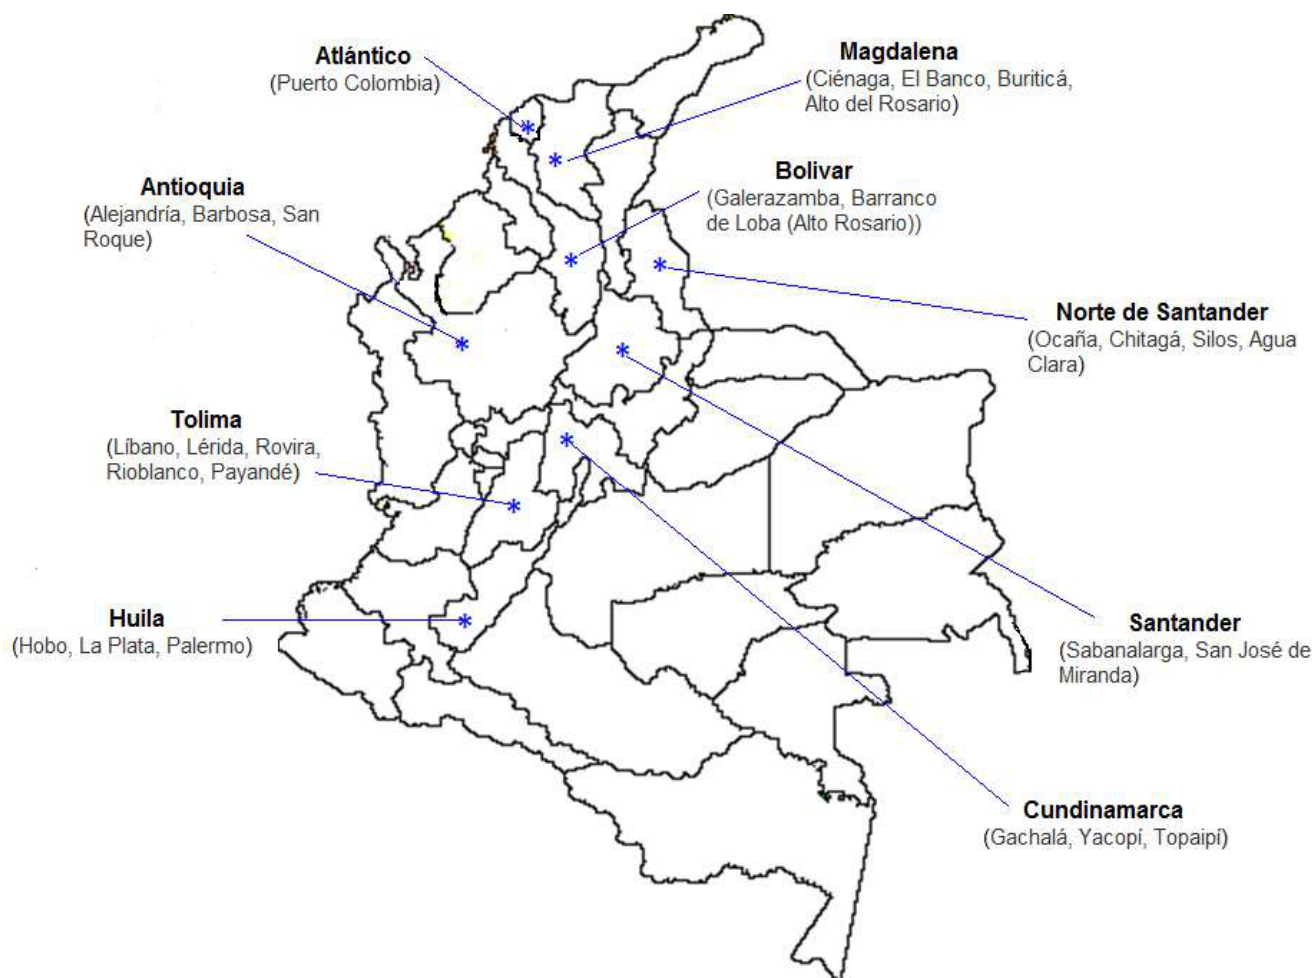 Atlántico
(Puerto Colombia)
Magdalena
(Ciénaga, El Banco, Buriticá,
Alto del Rosario)
Antioquia
(Alejandría, Barbosa, San
Roque)
Bolivar
(Galerazamba, Barranco
de Loba (Alto Rosario))
Norte de Santander
(Ocaña, Chitagá, Silos, Agua
Clara)
Tolima
(Líbano, Lérida, Rovira,
Rioblanco, Payandé)
Huila
(Hobo, La Plata, Palermo)
Santander
(Sabanalarga, San José de
Miranda)
Cundinamarca
(Gachalá, Yacopí, Topaipí)